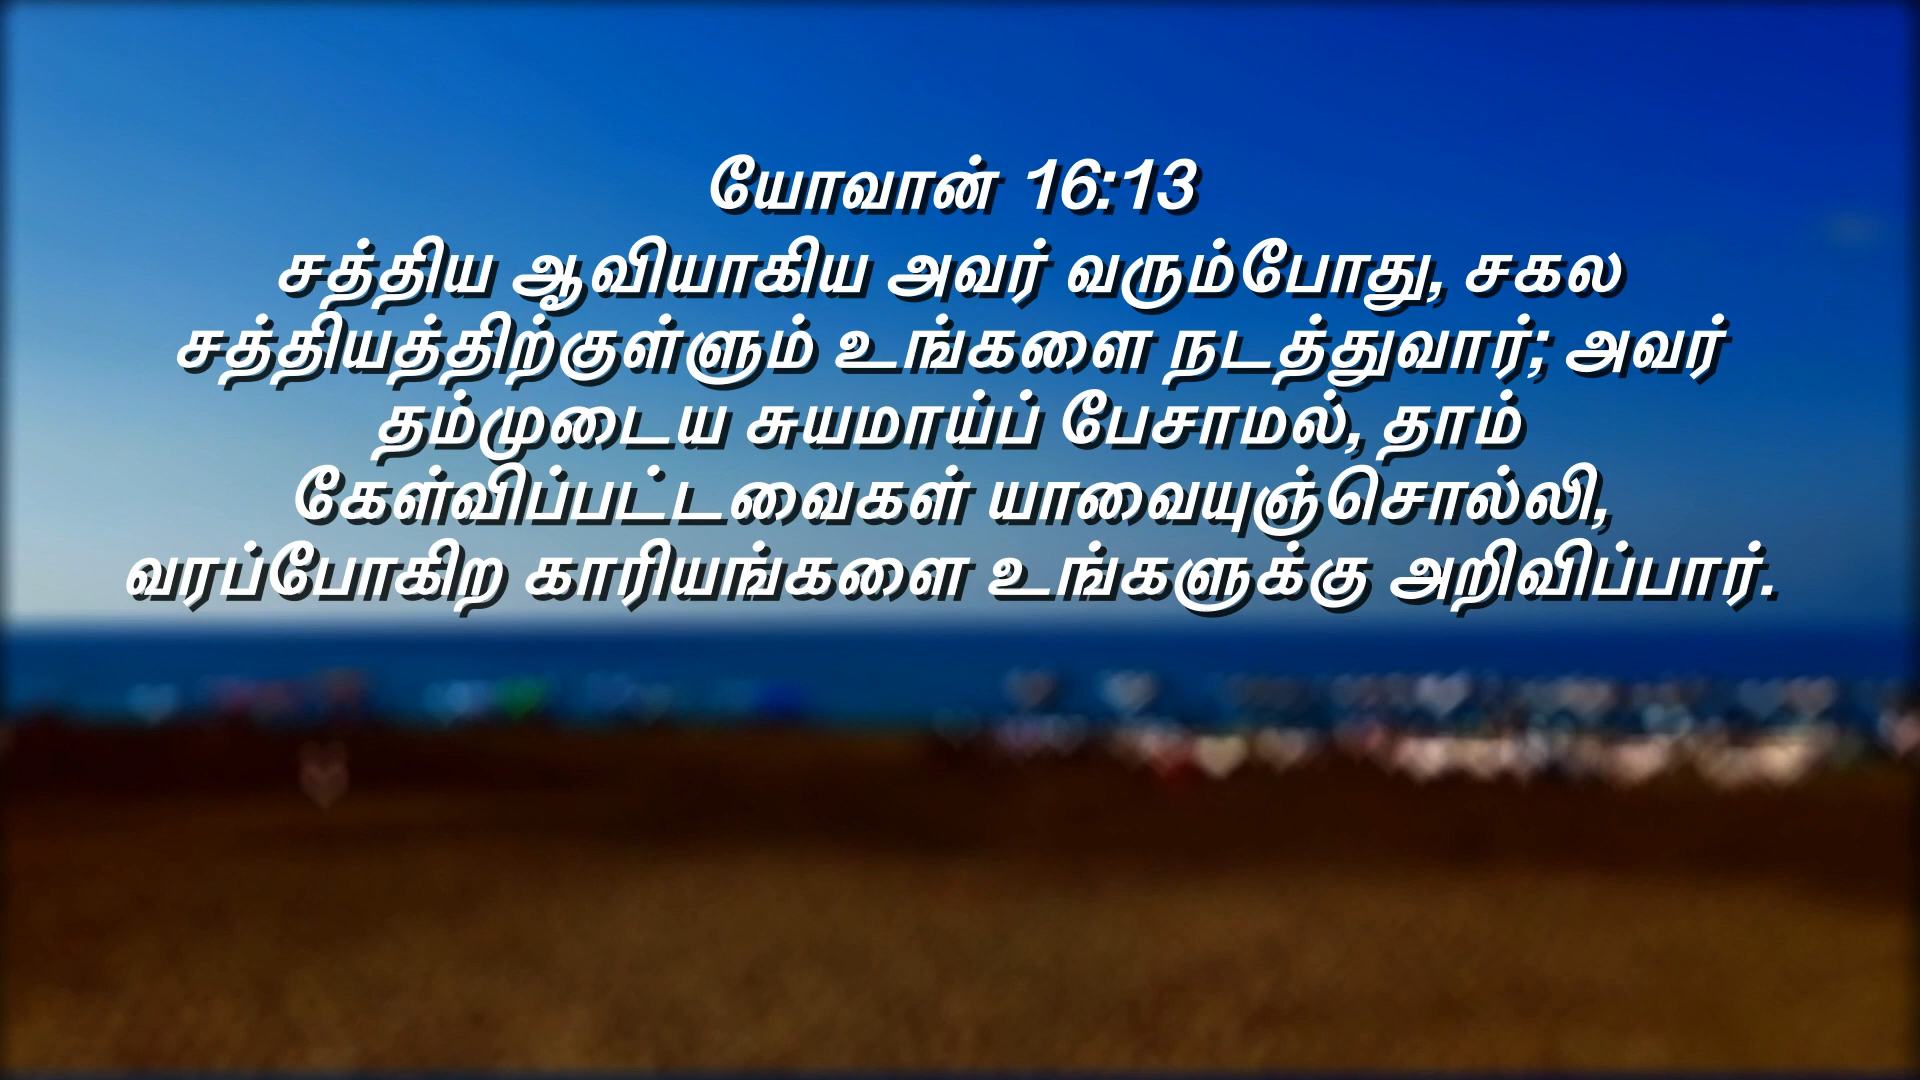 யோவான் 16:13
சத்திய ஆவியாகிய அவர் வரும்போது, சகல
சத்தியத்திற்குள்ளும் உங்களை நடத்துவார்; அவர்
தம்முடைய சுயமாய்ப் பேசாமல், தாம்
கேள்விப்பட்டவைகள் யாவையுஞ்சொல்லி,
வரப்போகிற காரியங்களை உங்களுக்கு அறிவிப்பார்.